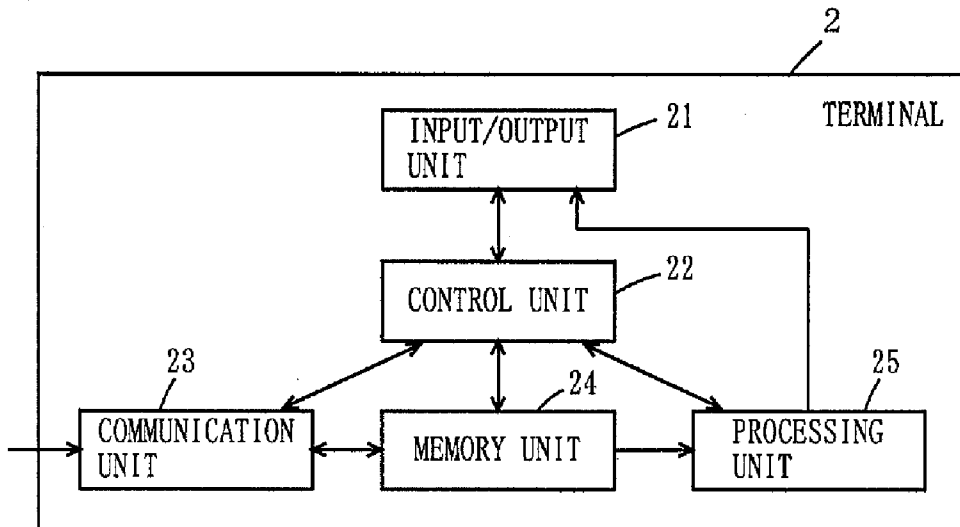 2
TERMINAL
21
INPUT/OUTPUT
UNIT
22
CONTROL UNIT
23
COMMUNICATION
UNIT
24
MEMORY UNIT
25
PROCESSING
UNIT